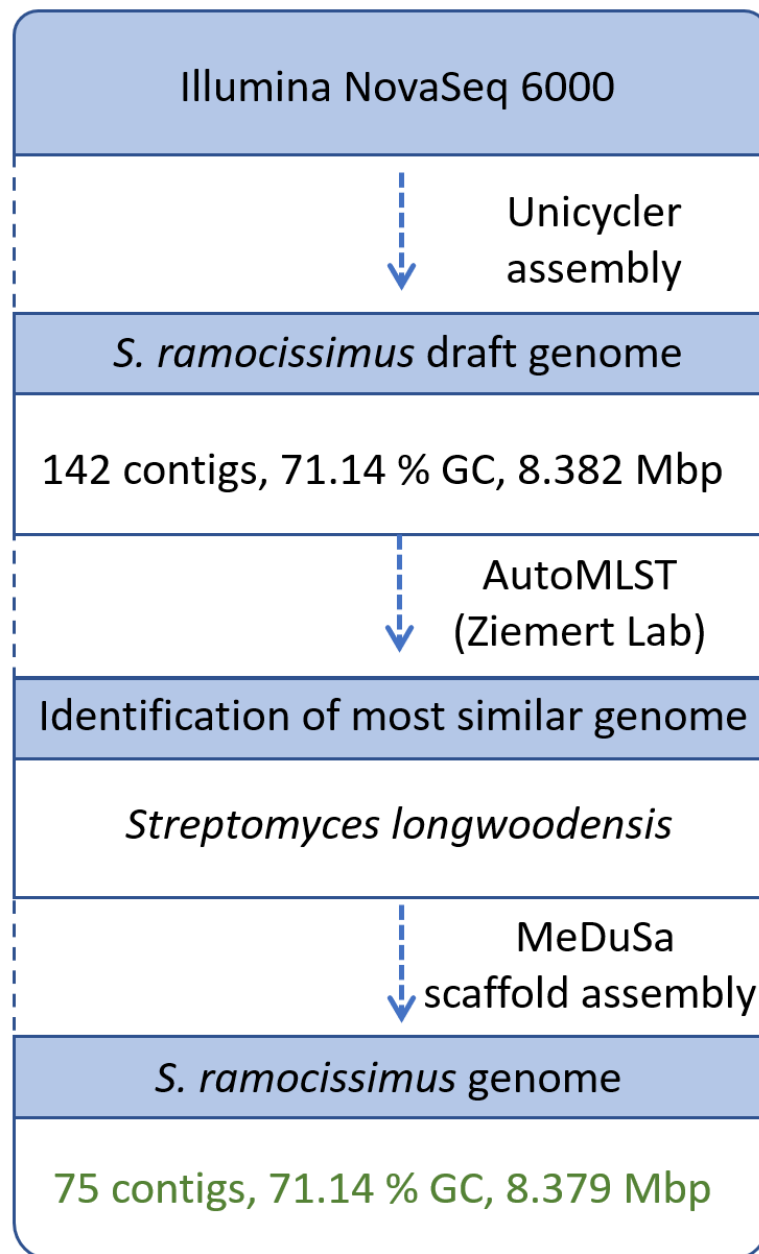 Illumina NovaSeq 6000
Unicycler
assembly
S. ramocissimus draft genome
142 contigs, 71.14 % GC, 8.382 Mbp
AutoMLST
(Ziemert Lab)
Identification of most similar genome
Streptomyces longwoodensis
MeDuSa
scaffold assembly
S. ramocissimus genome
75 contigs, 71.14 % GC, 8.379 Mbp